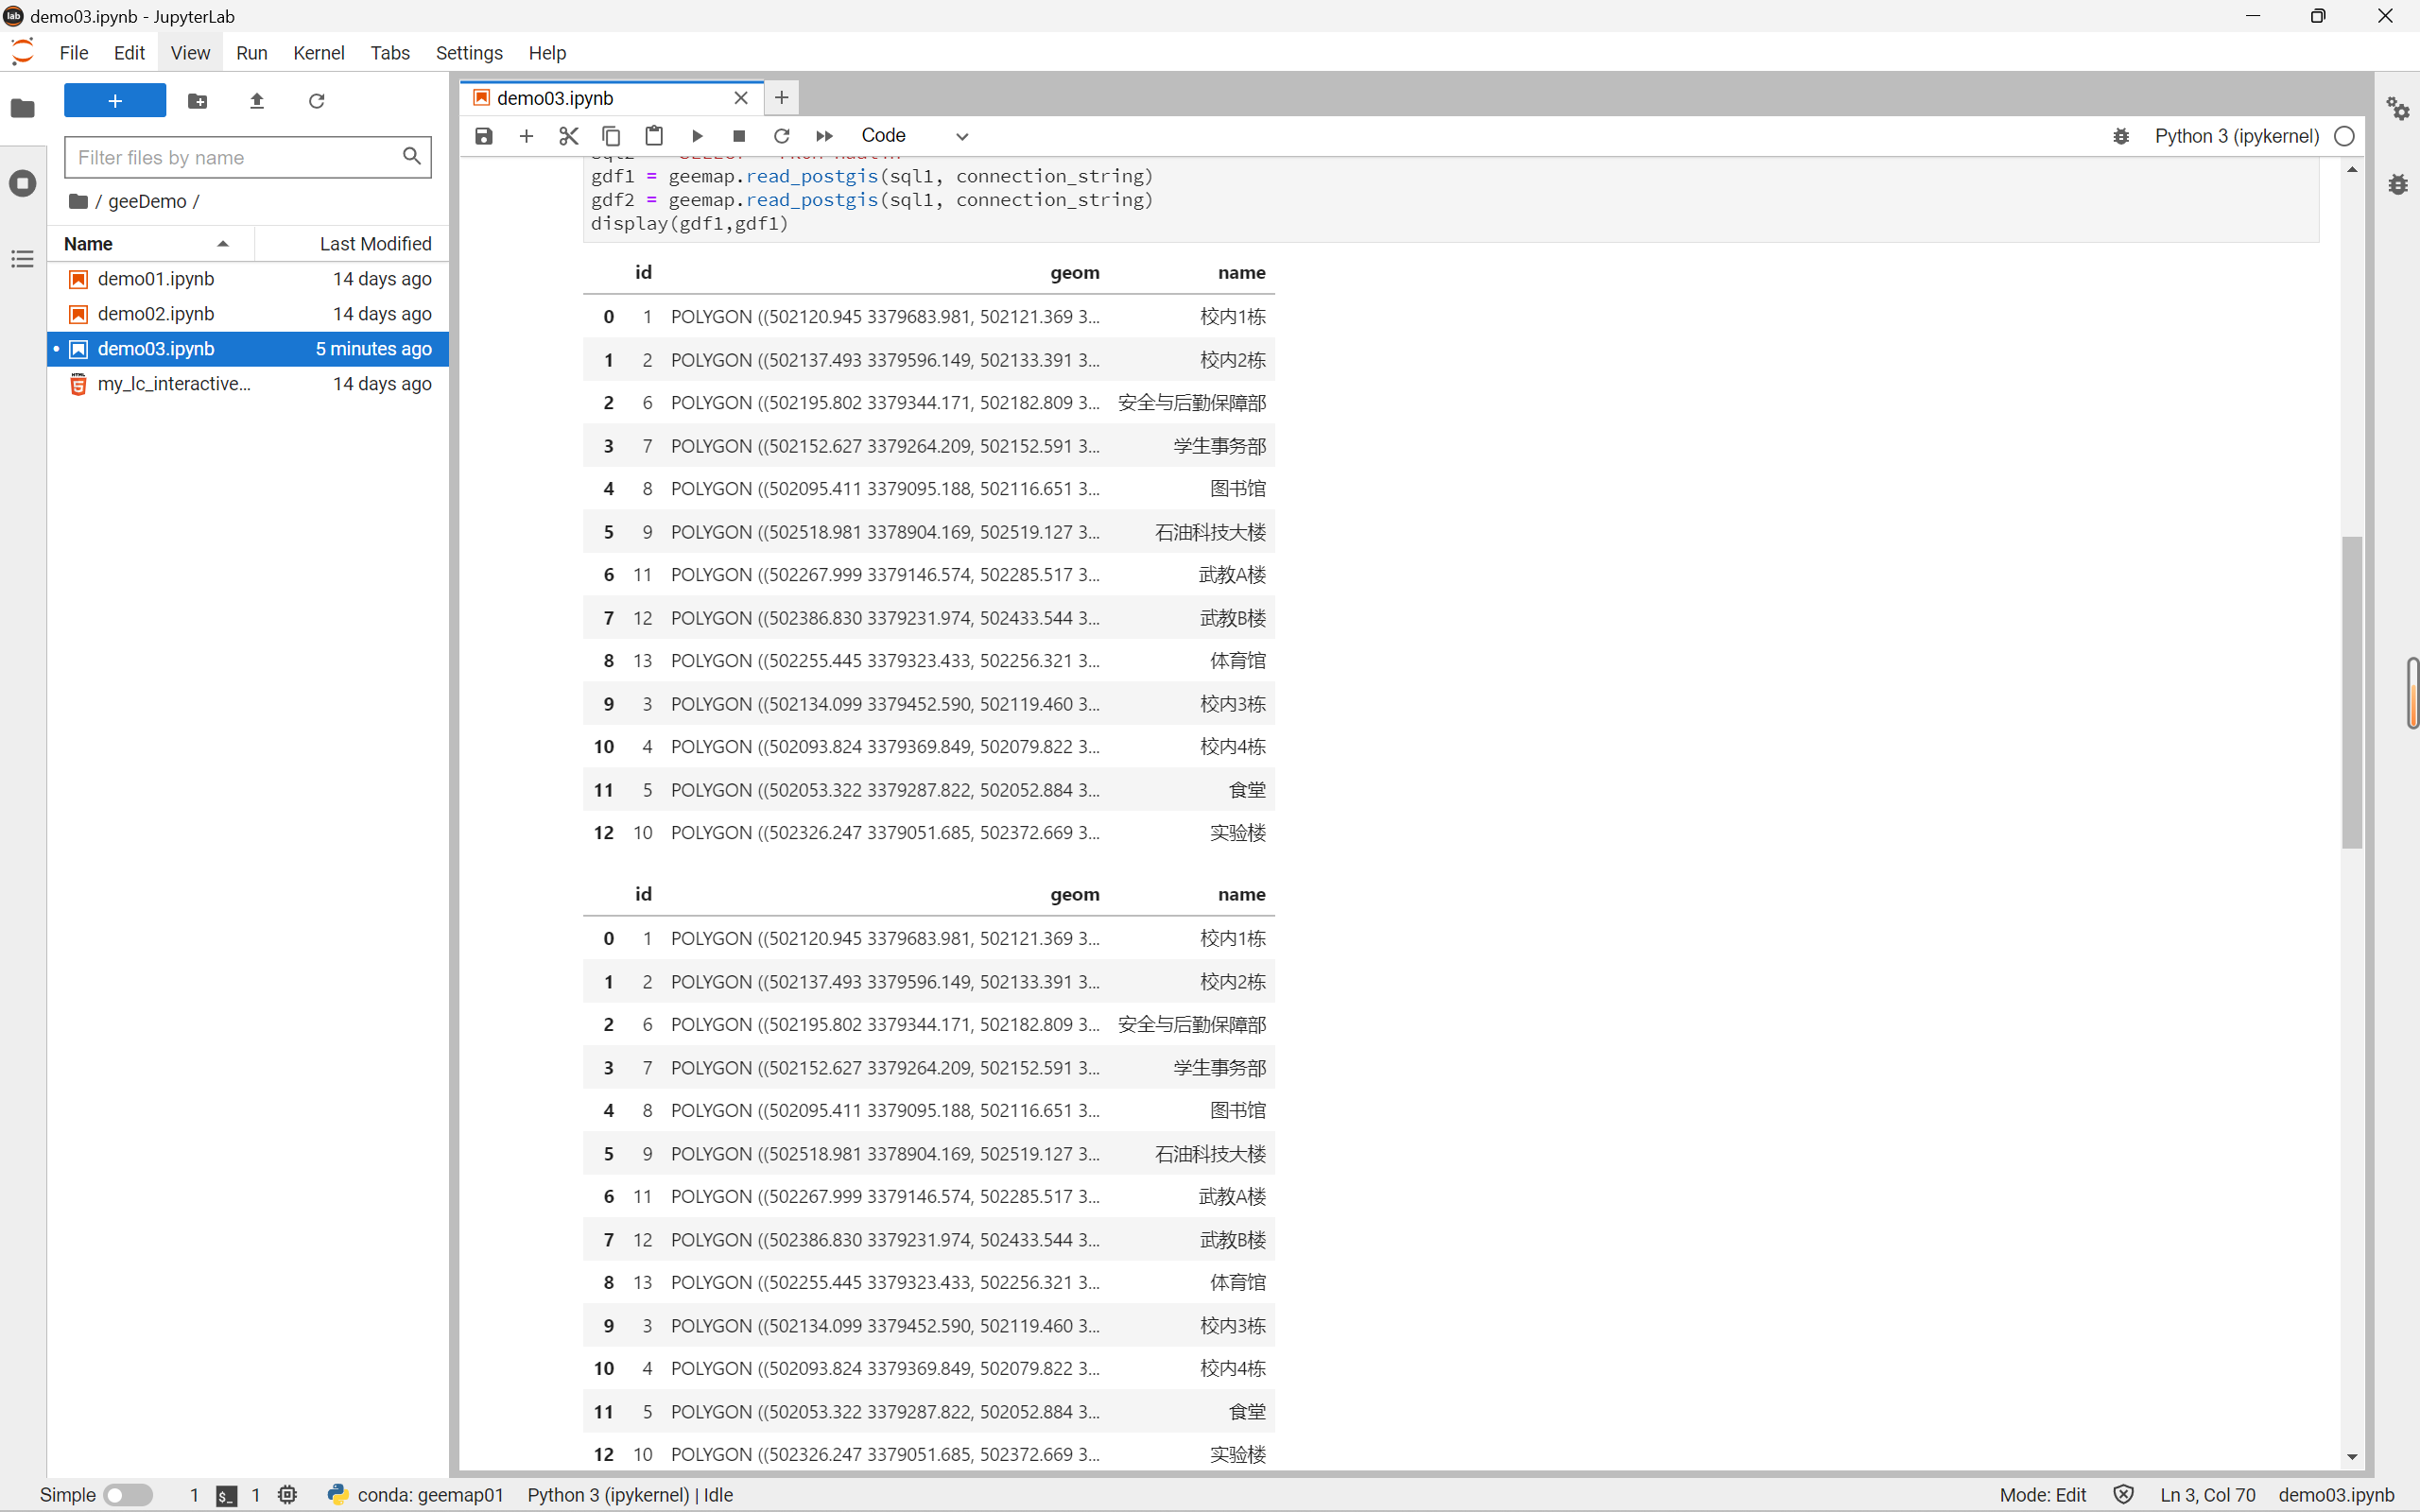 demo03.ipynb - JupyterLab
File Edit View Run Kernel Tabs Settings Help
+
Filter files by name
/ geeDemo /
Name Last Modified
demo01.ipynb 14 days ago
demo02.ipynb 14 days ago
demo03.ipynb 5 minutes ago
my_lc_interactive... 14 days ago
demo03.ipynb
Code
Python 3 (ipykernel)
gdf1 = geemap.read_postgis(sql1, connection_string)
gdf2 = geemap.read_postgis(sql1, connection_string)
display(gdf1,gdf1)
id geom name
0 1 POLYGON ((502120.945 3379683.981, 502121.369 3... 校内1栋
1 2 POLYGON ((502137.493 3379596.149, 502133.391 3... 校内2栋
2 6 POLYGON ((502195.802 3379344.171, 502182.809 3... 安全与后勤保障部
3 7 POLYGON ((502152.627 3379264.209, 502152.591 3... 学生事务部
4 8 POLYGON ((502095.411 3379095.188, 502116.651 3... 图书馆
5 9 POLYGON ((502518.981 3378904.169, 502519.127 3... 石油科技大楼
6 11 POLYGON ((502267.999 3379146.574, 502285.517 3... 武教A楼
7 12 POLYGON ((502386.830 3379231.974, 502433.544 3... 武教B楼
8 13 POLYGON ((502255.445 3379323.433, 502256.321 3... 体育馆
9 3 POLYGON ((502134.099 3379452.590, 502119.460 3... 校内3栋
10 4 POLYGON ((502093.824 3379369.849, 502079.822 3... 校内4栋
11 5 POLYGON ((502053.322 3379287.822, 502052.884 3... 食堂
12 10 POLYGON ((502326.247 3379051.685, 502372.669 3... 实验楼
id geom name
0 1 POLYGON ((502120.945 3379683.981, 502121.369 3... 校内1栋
1 2 POLYGON ((502137.493 3379596.149, 502133.391 3... 校内2栋
2 6 POLYGON ((502195.802 3379344.171, 502182.809 3... 安全与后勤保障部
3 7 POLYGON ((502152.627 3379264.209, 502152.591 3... 学生事务部
4 8 POLYGON ((502095.411 3379095.188, 502116.651 3... 图书馆
5 9 POLYGON ((502518.981 3378904.169, 502519.127 3... 石油科技大楼
6 11 POLYGON ((502267.999 3379146.574, 502285.517 3... 武教A楼
7 12 POLYGON ((502386.830 3379231.974, 502433.544 3... 武教B楼
8 13 POLYGON ((502255.445 3379323.433, 502256.321 3... 体育馆
9 3 POLYGON ((502134.099 3379452.590, 502119.460 3... 校内3栋
10 4 POLYGON ((502093.824 3379369.849, 502079.822 3... 校内4栋
11 5 POLYGON ((502053.322 3379287.822, 502052.884 3... 食堂
12 10 POLYGON ((502326.247 3379051.685, 502372.669 3... 实验楼
Simple 1 $_ 1 conda: geemap01 Python 3 (ipykernel) | Idle Mode: Edit Ln 3, Col 70 demo03.ipynb